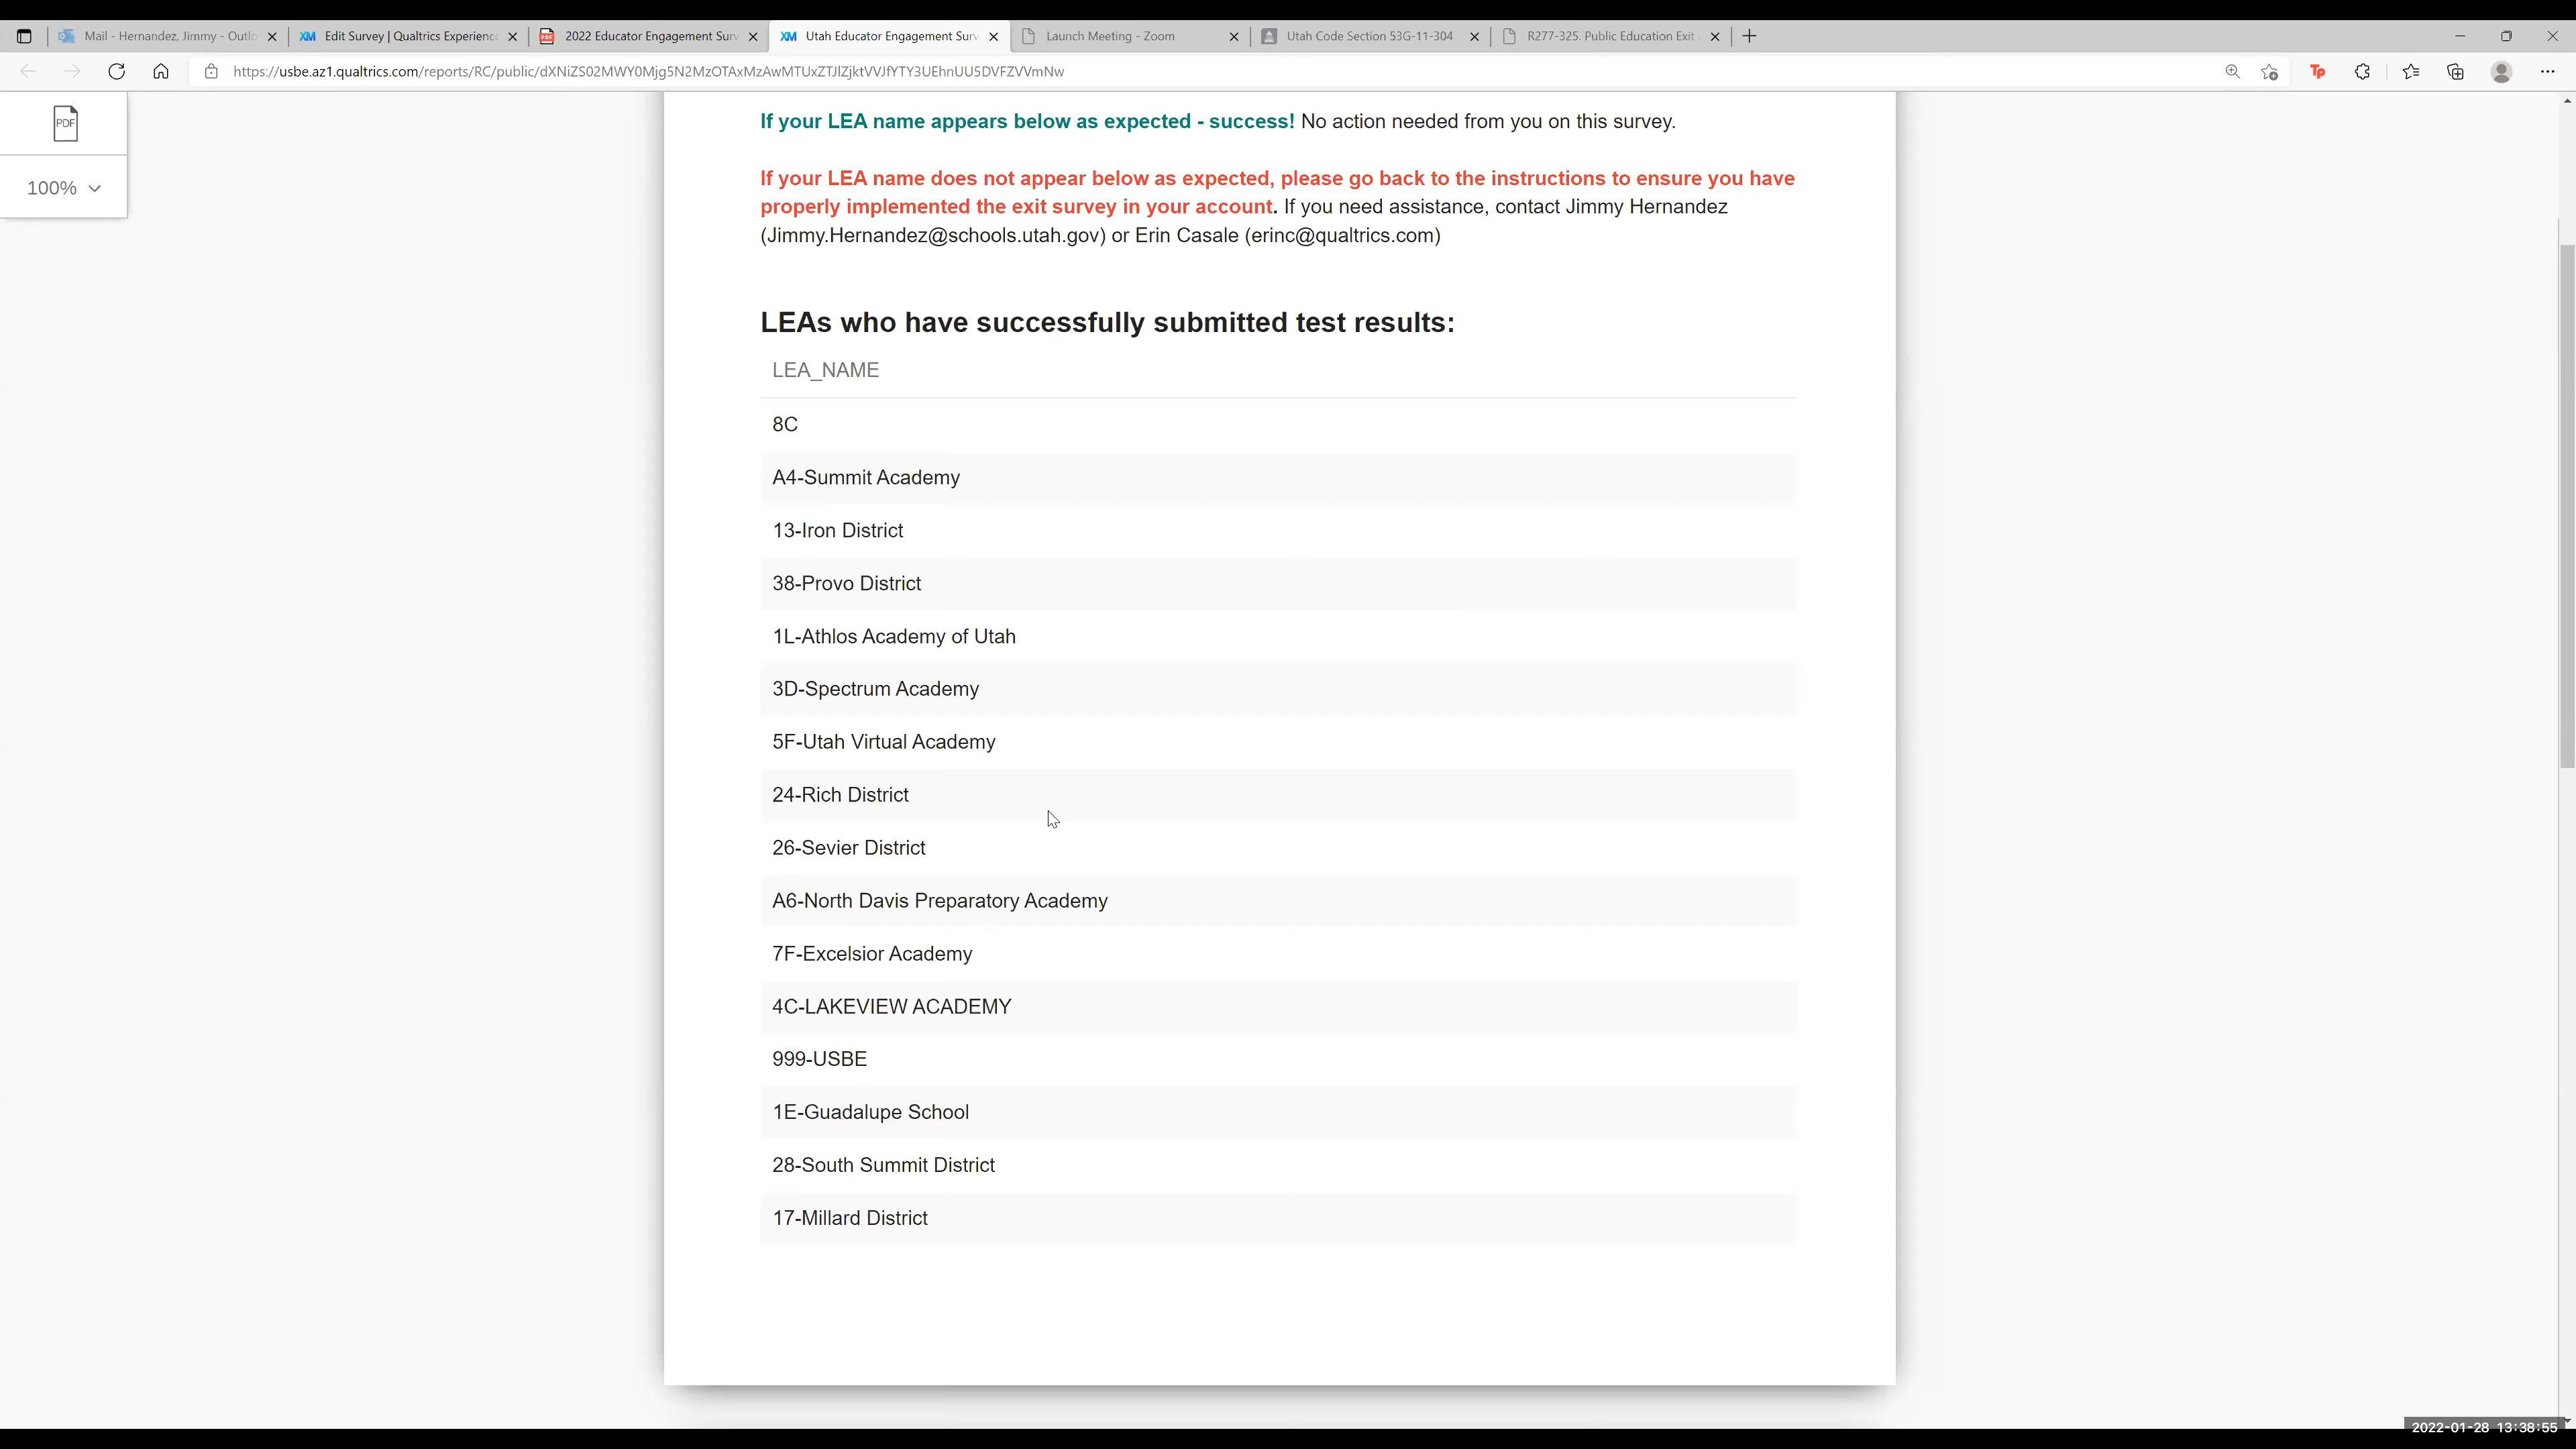 Mail - Hernandez, Jimmy - Outlo
Edit Survey | Qualtrics Experienc
2022 Educator Engagement Surv
Utah Educator Engagement Surv
Launch Meeting - Zoom
Utah Code Section 53G-11-304
R277-325. Public Education Exit
https://usbe.az1.qualtrics.com/reports/RC/public/
PDF
100%
If your LEA name appears below as expected - success! No action needed from you on this survey.
If your LEA name does not appear below as expected, please go back to the instructions to ensure you have
properly implemented the exit survey in your account. If you need assistance, contact Jimmy Hernandez
(Jimmy.Hernandez@schools.utah.gov) or Erin Casale (erinc@qualtrics.com)
LEAs who have successfully submitted test results:
LEA_NAME
8C
A4-Summit Academy
13-Iron District
38-Provo District
1L-Athlos Academy of Utah
3D-Spectrum Academy
5F-Utah Virtual Academy
24-Rich District
26-Sevier District
A6-North Davis Preparatory Academy
7F-Excelsior Academy
4C-LAKEVIEW ACADEMY
999-USBE
1E-Guadalupe School
28-South Summit District
17-Millard District
2022-01-28 13:38:55